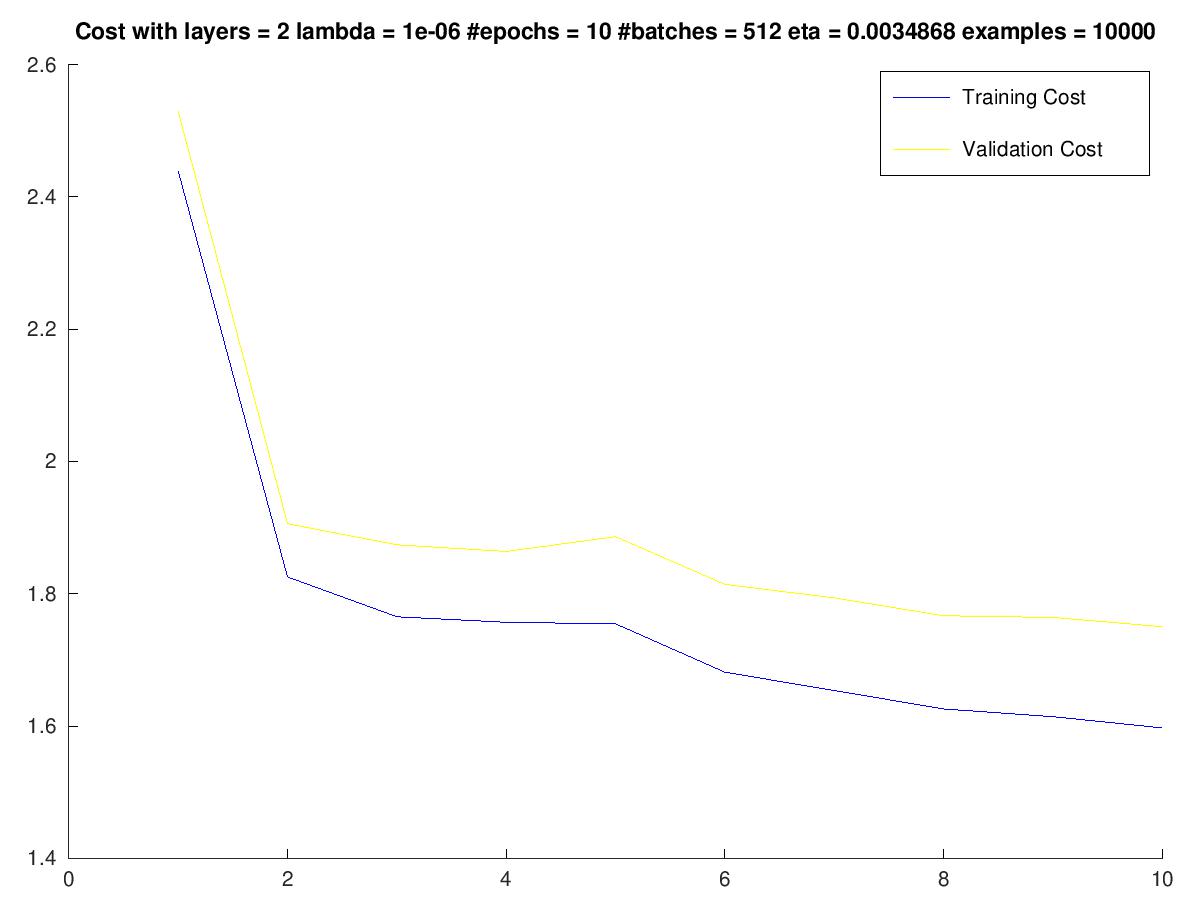 Cost with layers = 2 lambda = 1e-06 #epochs = 10 #batches = 512 eta = 0.0034868 examples = 10000
2.6
Training Cost
Validation Cost
2.4
2.2
2
1.8
1.6
1.4
0 2 4 6 8 10